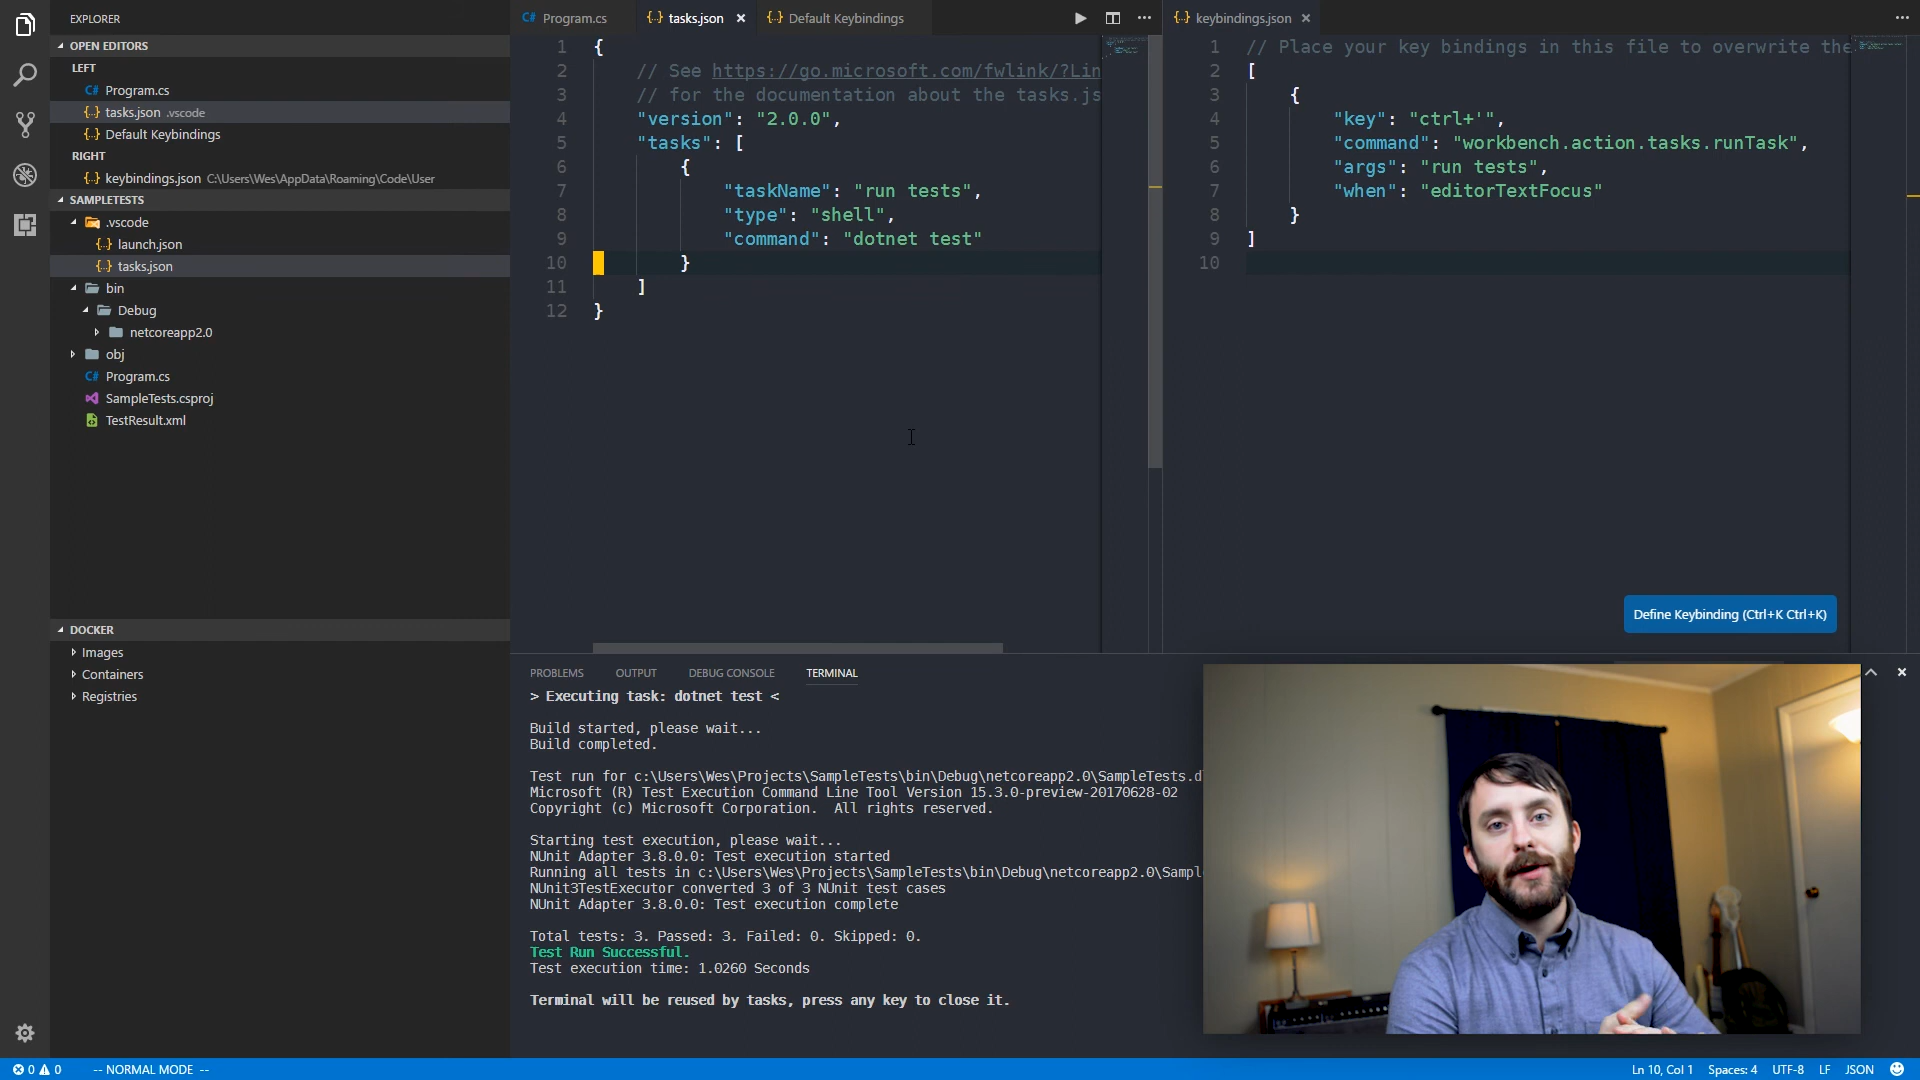 EXPLORER
OPEN EDITORS
LEFT
C# Program.cs
{} tasks.json .vscode
{} Default Keybindings
RIGHT
{} keybindings.json C:\Users\Wes\AppData\Roaming\Code\User
SAMPLETESTS
.vscode
{} launch.json
{} tasks.json
bin
Debug
netcoreapp2.0
obj
C# Program.cs
SampleTests.csproj
TestResult.xml
DOCKER
Images
Containers
Registries
C# Program.cs
{} tasks.json
{} Default Keybindings
1 {
2 // See https://go.microsoft.com/fwlink/?Lin
3 // for the documentation about the tasks.js
4 "version": "2.0.0",
5 "tasks": [
6 {
7 "taskName": "run tests",
8 "type": "shell",
9 "command": "dotnet test"
10 }
11 ]
12 }
{} keybindings.json
1 // Place your key bindings in this file to overwrite the
2 [
3 {
4 "key": "ctrl+'",
5 "command": "workbench.action.tasks.runTask",
6 "args": "run tests",
7 "when": "editorTextFocus"
8 }
9 ]
10
Define Keybinding (Ctrl+K Ctrl+K)
PROBLEMS OUTPUT DEBUG CONSOLE TERMINAL
> Executing task: dotnet test <
Build started, please wait...
Build completed.
Test run for c:\Users\Wes\Projects\SampleTests\bin\Debug\netcoreapp2.0\SampleTests.d
Microsoft (R) Test Execution Command Line Tool Version 15.3.0-preview-20170628-02
Copyright (c) Microsoft Corporation.  All rights reserved.
Starting test execution, please wait...
NUnit Adapter 3.8.0.0: Test execution started
Running all tests in c:\Users\Wes\Projects\SampleTests\bin\Debug\netcoreapp2.0\Sampl
NUnit3TestExecutor converted 3 of 3 NUnit test cases
NUnit Adapter 3.8.0.0: Test execution complete
Total tests: 3. Passed: 3. Failed: 0. Skipped: 0.
Test Run Successful.
Test execution time: 1.0260 Seconds
Terminal will be reused by tasks, press any key to close it.
0 0 -- NORMAL MODE -- Ln 10, Col 1 Spaces: 4 UTF-8 LF JSON